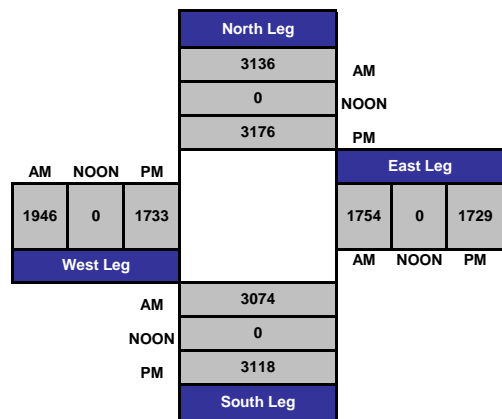 North Leg
3136 AM
0 NOON
3176 PM
AM NOON PM
East Leg
1946 0 1733
1754 0 1729
West Leg
AM NOON PM
AM 3074
NOON 0
PM 3118
South Leg